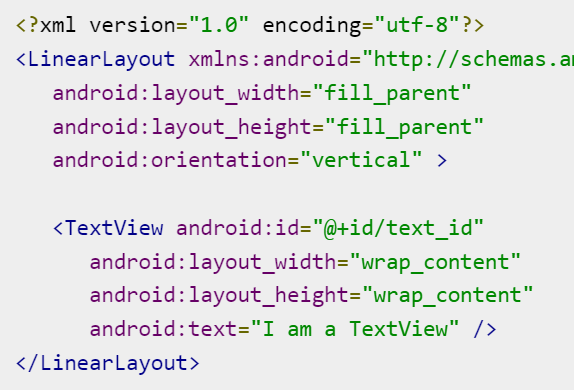 <?xml version="1.0" encoding="utf-8"?>
<LinearLayout xmlns:android="http://schemas.
android:layout_width="fill_parent"
android:layout_height="fill_parent"
android:orientation="vertical" >
<TextView android:id="@+id/text_id"
android:layout_width="wrap_content"
android:layout_height="wrap_content"
android:text="I am a TextView" />
</LinearLayout>